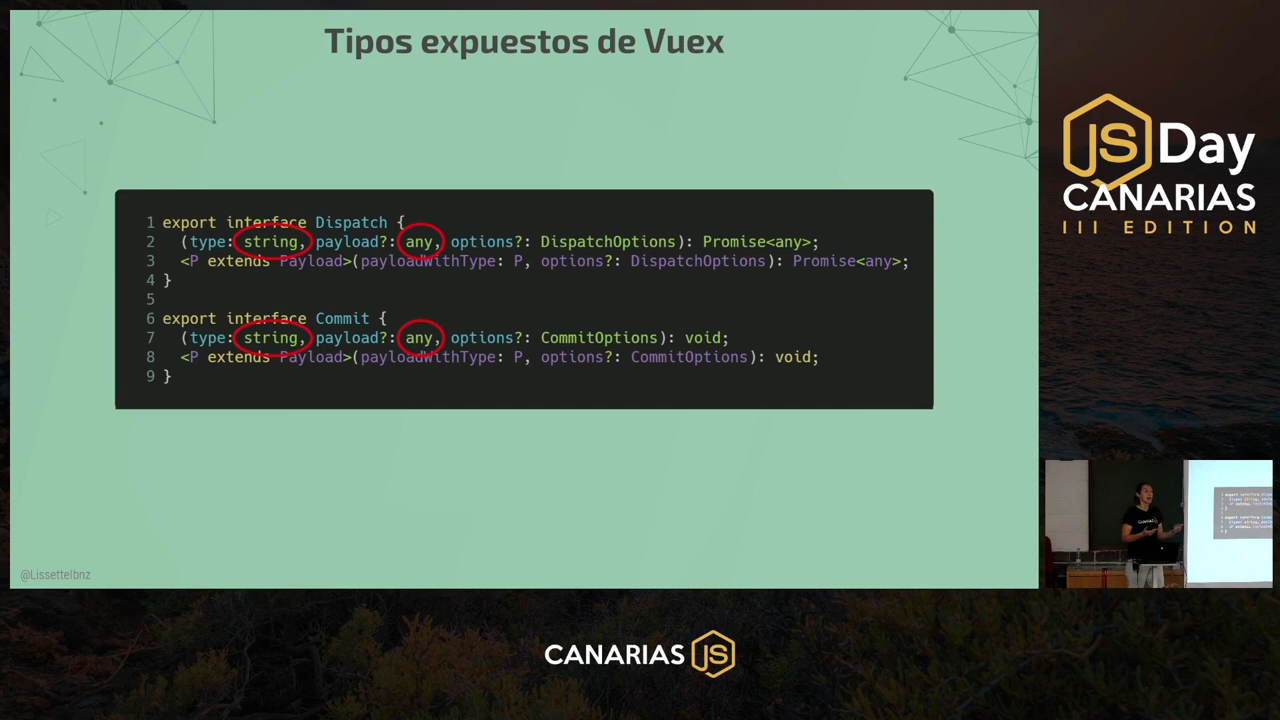 Tipos expuestos de Vuex
1 export interface Dispatch {
2 (type: string, payload?: any, options?: DispatchOptions): Promise<any>;
3 <P extends Payload>(payloadWithType: P, options?: DispatchOptions): Promise<any>;
4 }
5
6 export interface Commit {
7 (type: string, payload?: any, options?: CommitOptions): void;
8 <P extends Payload>(payloadWithType: P, options?: CommitOptions): void;
9 }
@Lissettelbnz
JS Day
CANARIAS
III EDITION
CANARIAS JS